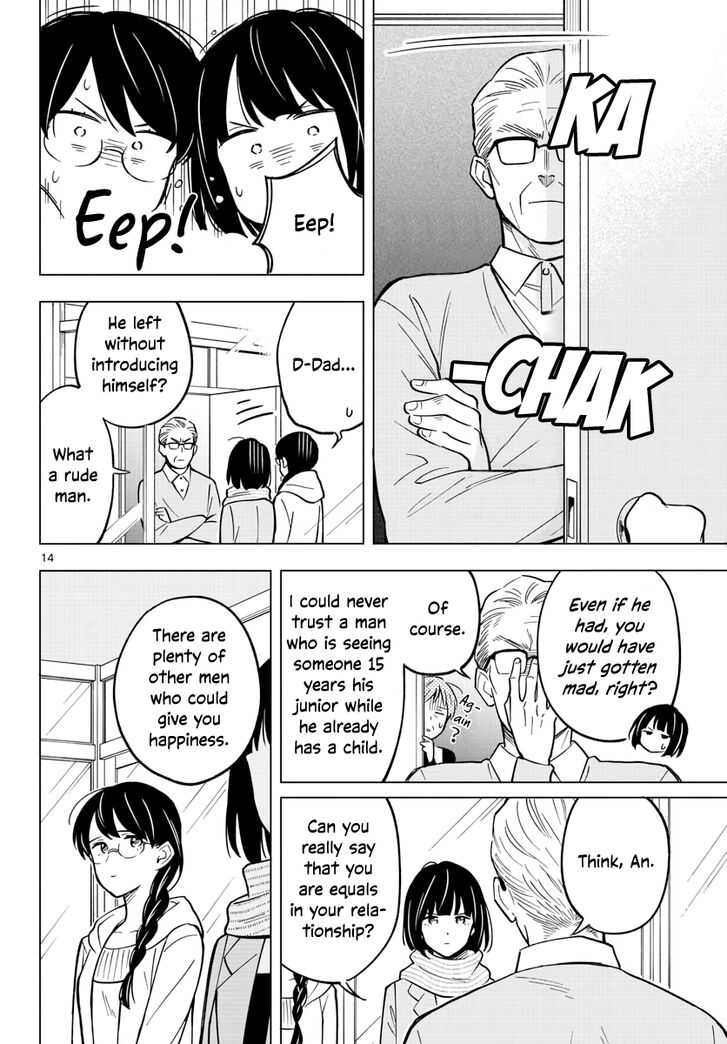 KA
-CHAK
Eep!
Eep!
D-Dad...
He left
without
introducing
himself?
What
a rude
man.
14
Even if he
had, you
would have
just gotten
mad, right?
Of
course.
I could never
trust a man
who is seeing
someone 15
years his
junior while
he already
has a child.
Ag-
ain
?
Think, An.
Can you
really say
that you
are equals
in your rela-
tionship?
There are
plenty of
other men
who could
give you
happiness.